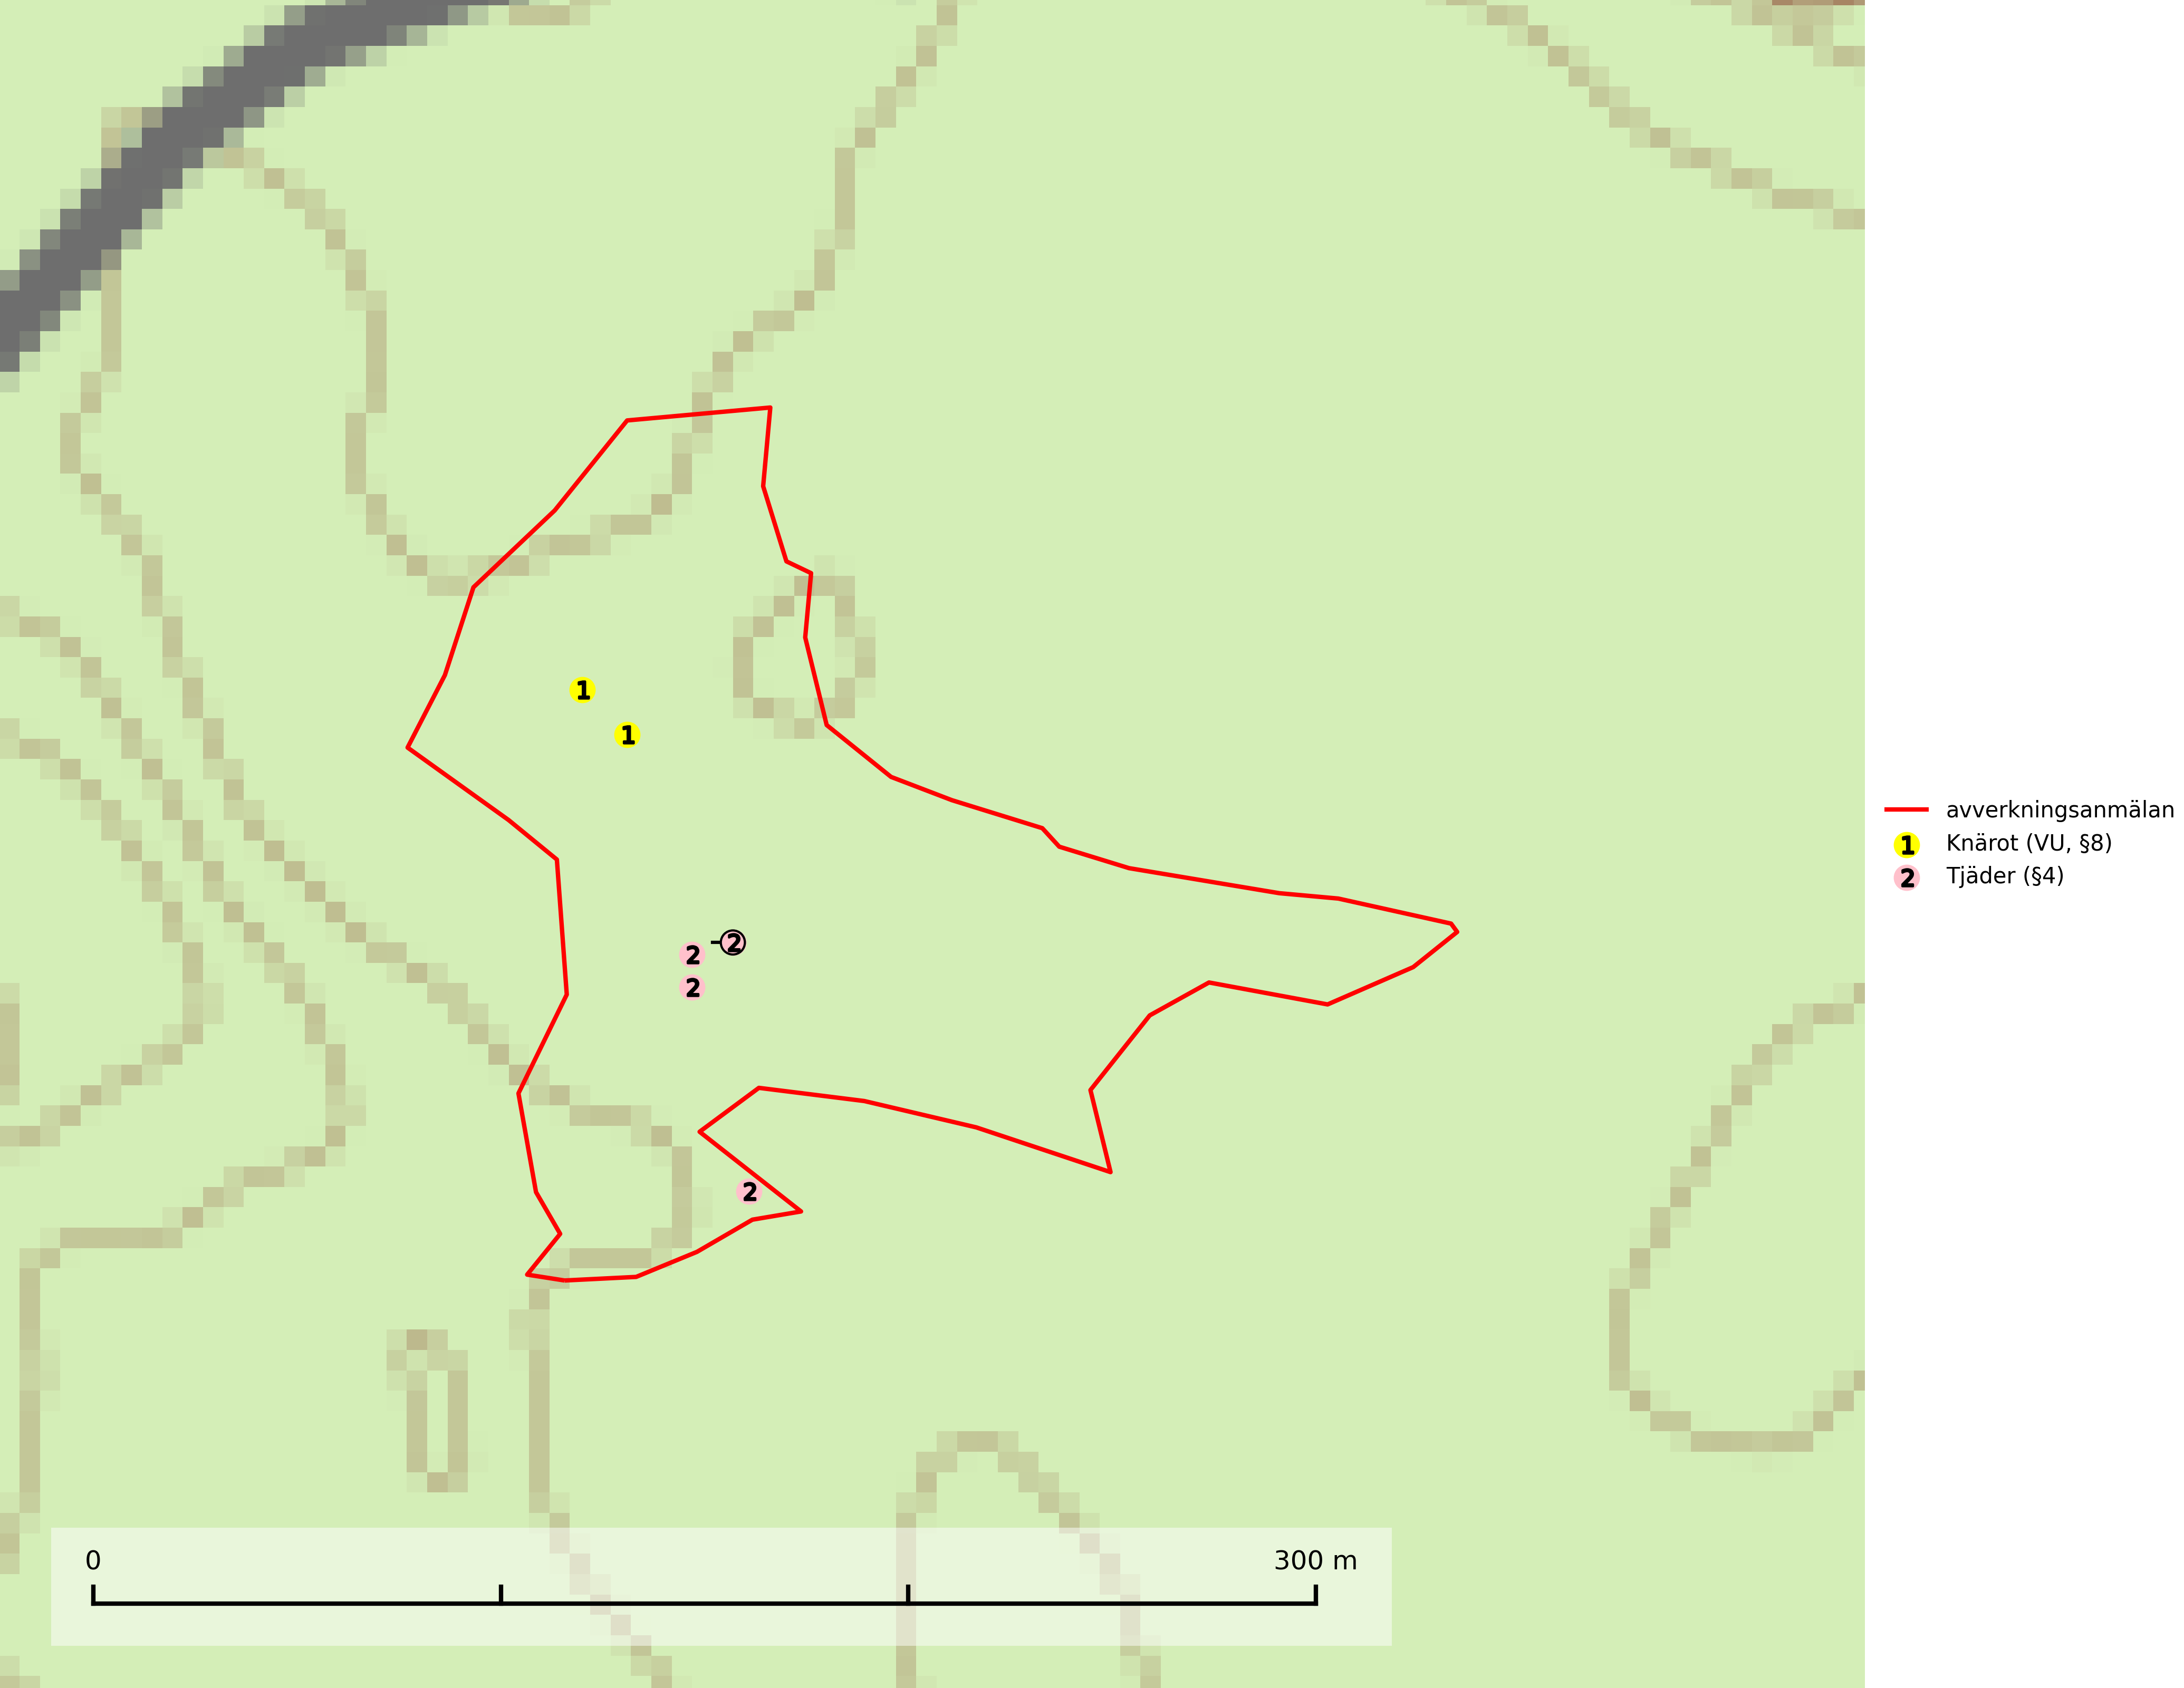 1
1
2
2
2
2
avverkningsanmälan
1 Knärot (VU, §8)
2 Tjäder (§4)
0 300 m